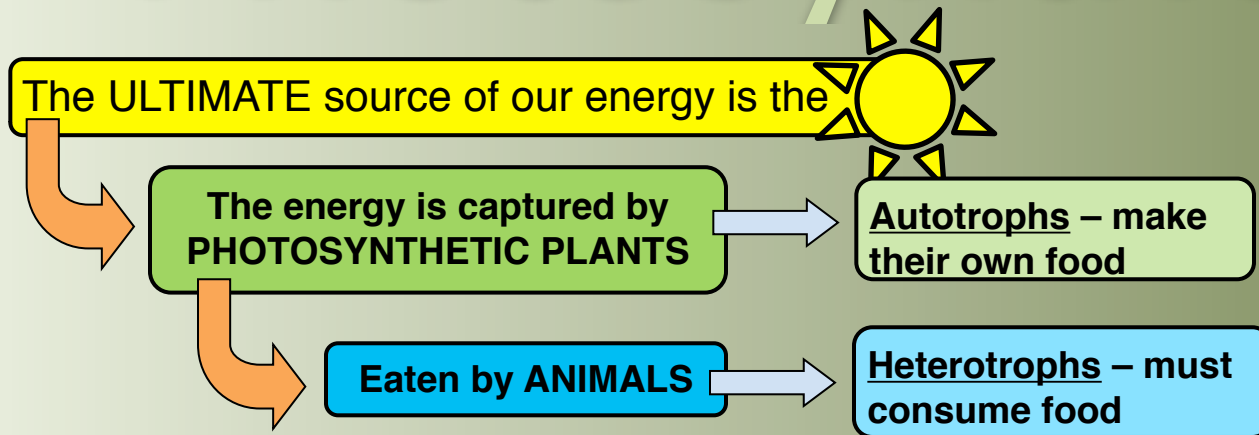 The ULTIMATE source of our energy is the
The energy is captured by
PHOTOSYNTHETIC PLANTS
Autotrophs – make
their own food
Eaten by ANIMALS
Heterotrophs – must
consume food